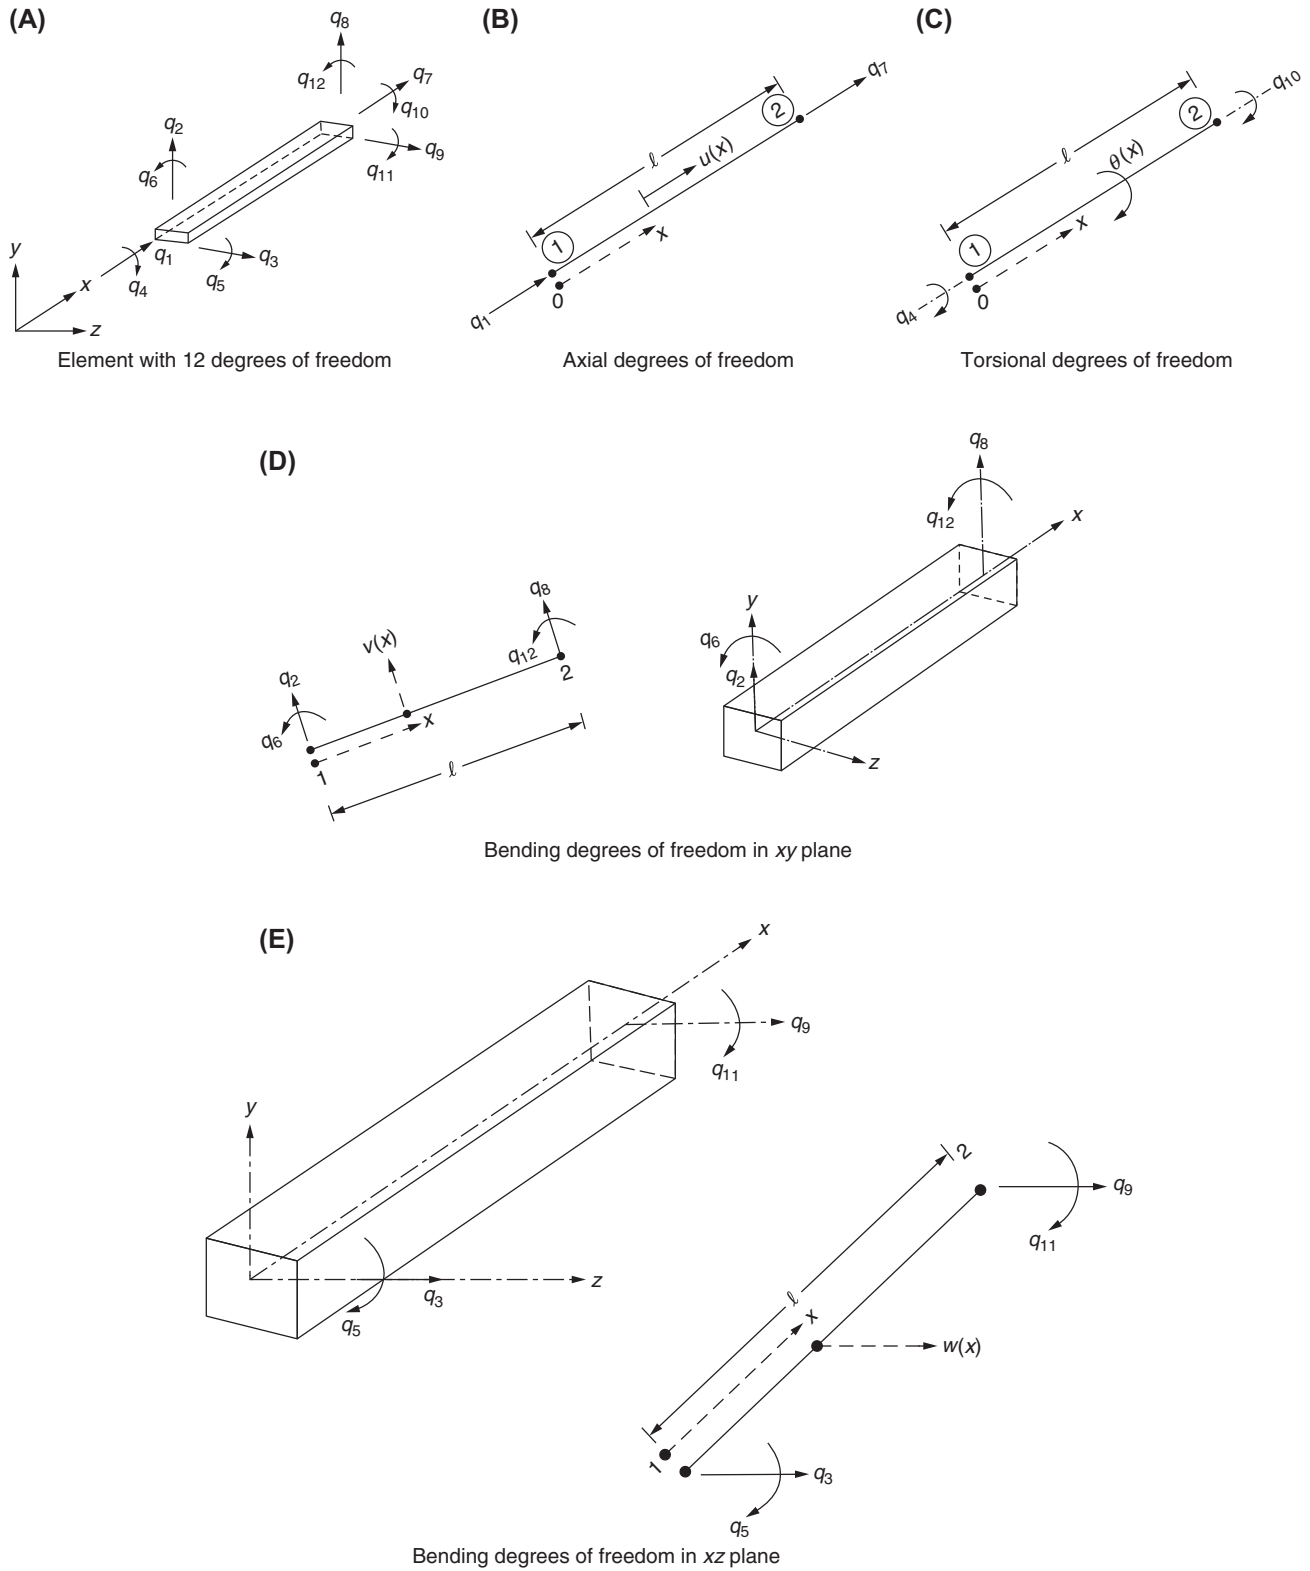 (A)
q8
q12
q7
q10
q2
q9
q11
q6
y
x
q1
q3
q4
q5
z
Element with 12 degrees of freedom
(B)
q7
2
ℓ
u(x)
1
x
0
q1
Axial degrees of freedom
(C)
q10
2
ℓ
θ(x)
1
x
0
q4
Torsional degrees of freedom
(D)
q8
q12
v(x)
2
q2
q6
x
1
ℓ
q8
q12
x
y
q6
q2
z
Bending degrees of freedom in xy plane
(E)
x
q9
q11
y
z
q3
q5
2
q9
q11
ℓ
x
w(x)
1
q3
q5
Bending degrees of freedom in xz plane